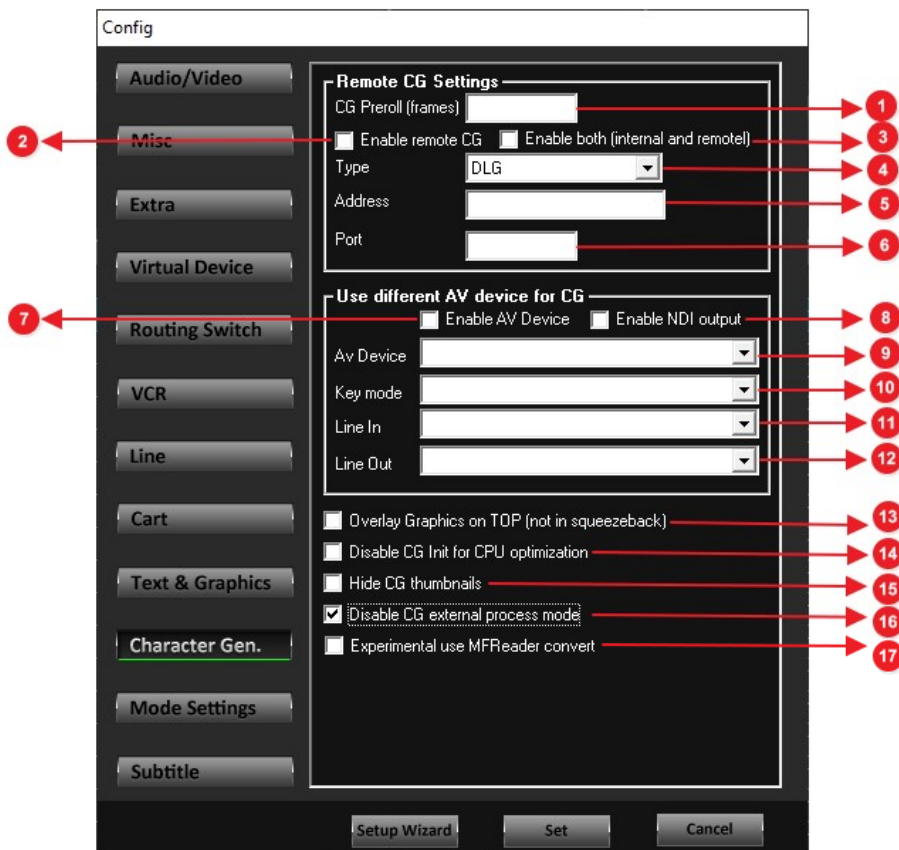 Config
Audio/Video
Misc
Extra
Virtual Device
Routing Switch
VCR
Line
Cart
Text & Graphics
Character Gen.
Mode Settings
Subtitle
Remote CG Settings
CG Preroll (frames)
1
2
Enable remote CG Enable both (internal and remotel)
3
Type DLG
4
Address
5
Port
6
Use different AV device for CG
7
Enable AV Device Enable NDI output
8
Av Device
9
Key mode
10
Line In
11
Line Out
12
Overlay Graphics on TOP (not in squeezeback)
13
Disable CG Init for CPU optimization
14
Hide CG thumbnails
15
Disable CG external process mode
16
Experimental use MFReader convert
17
Setup Wizard Set Cancel